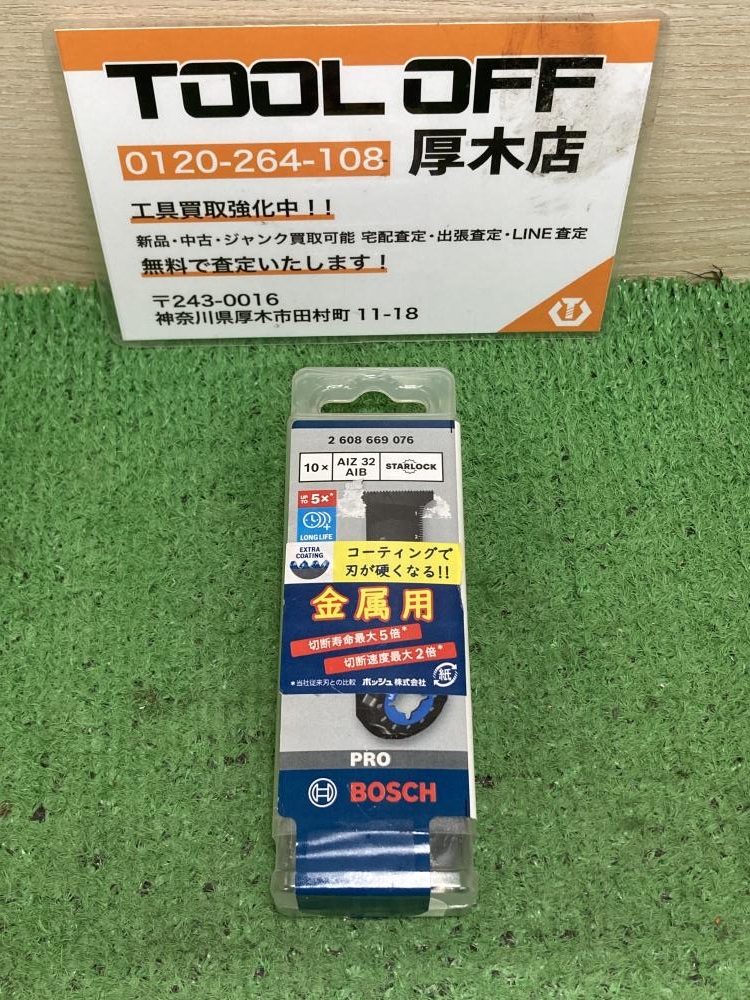 TOOL OFF
0120-264-108 厚木店
工具買取強化中！！
新品・中古・ジャンク買取可能 宅配査定・出張査定・LINE査定
無料で査定いたします！
〒243-0016
神奈川県厚木市田村町 11-18
2 608 669 076
10× AIZ 32 AIB STARLOCK
UP TO 5×*
LONG LIFE
EXTRA COATING
コーティングで
刃が硬くなる!!
金属用
切断寿命最大5倍*
切断速度最大2倍*
*当社従来刃との比較 ボッシュ株式会社 紙
PRO
BOSCH